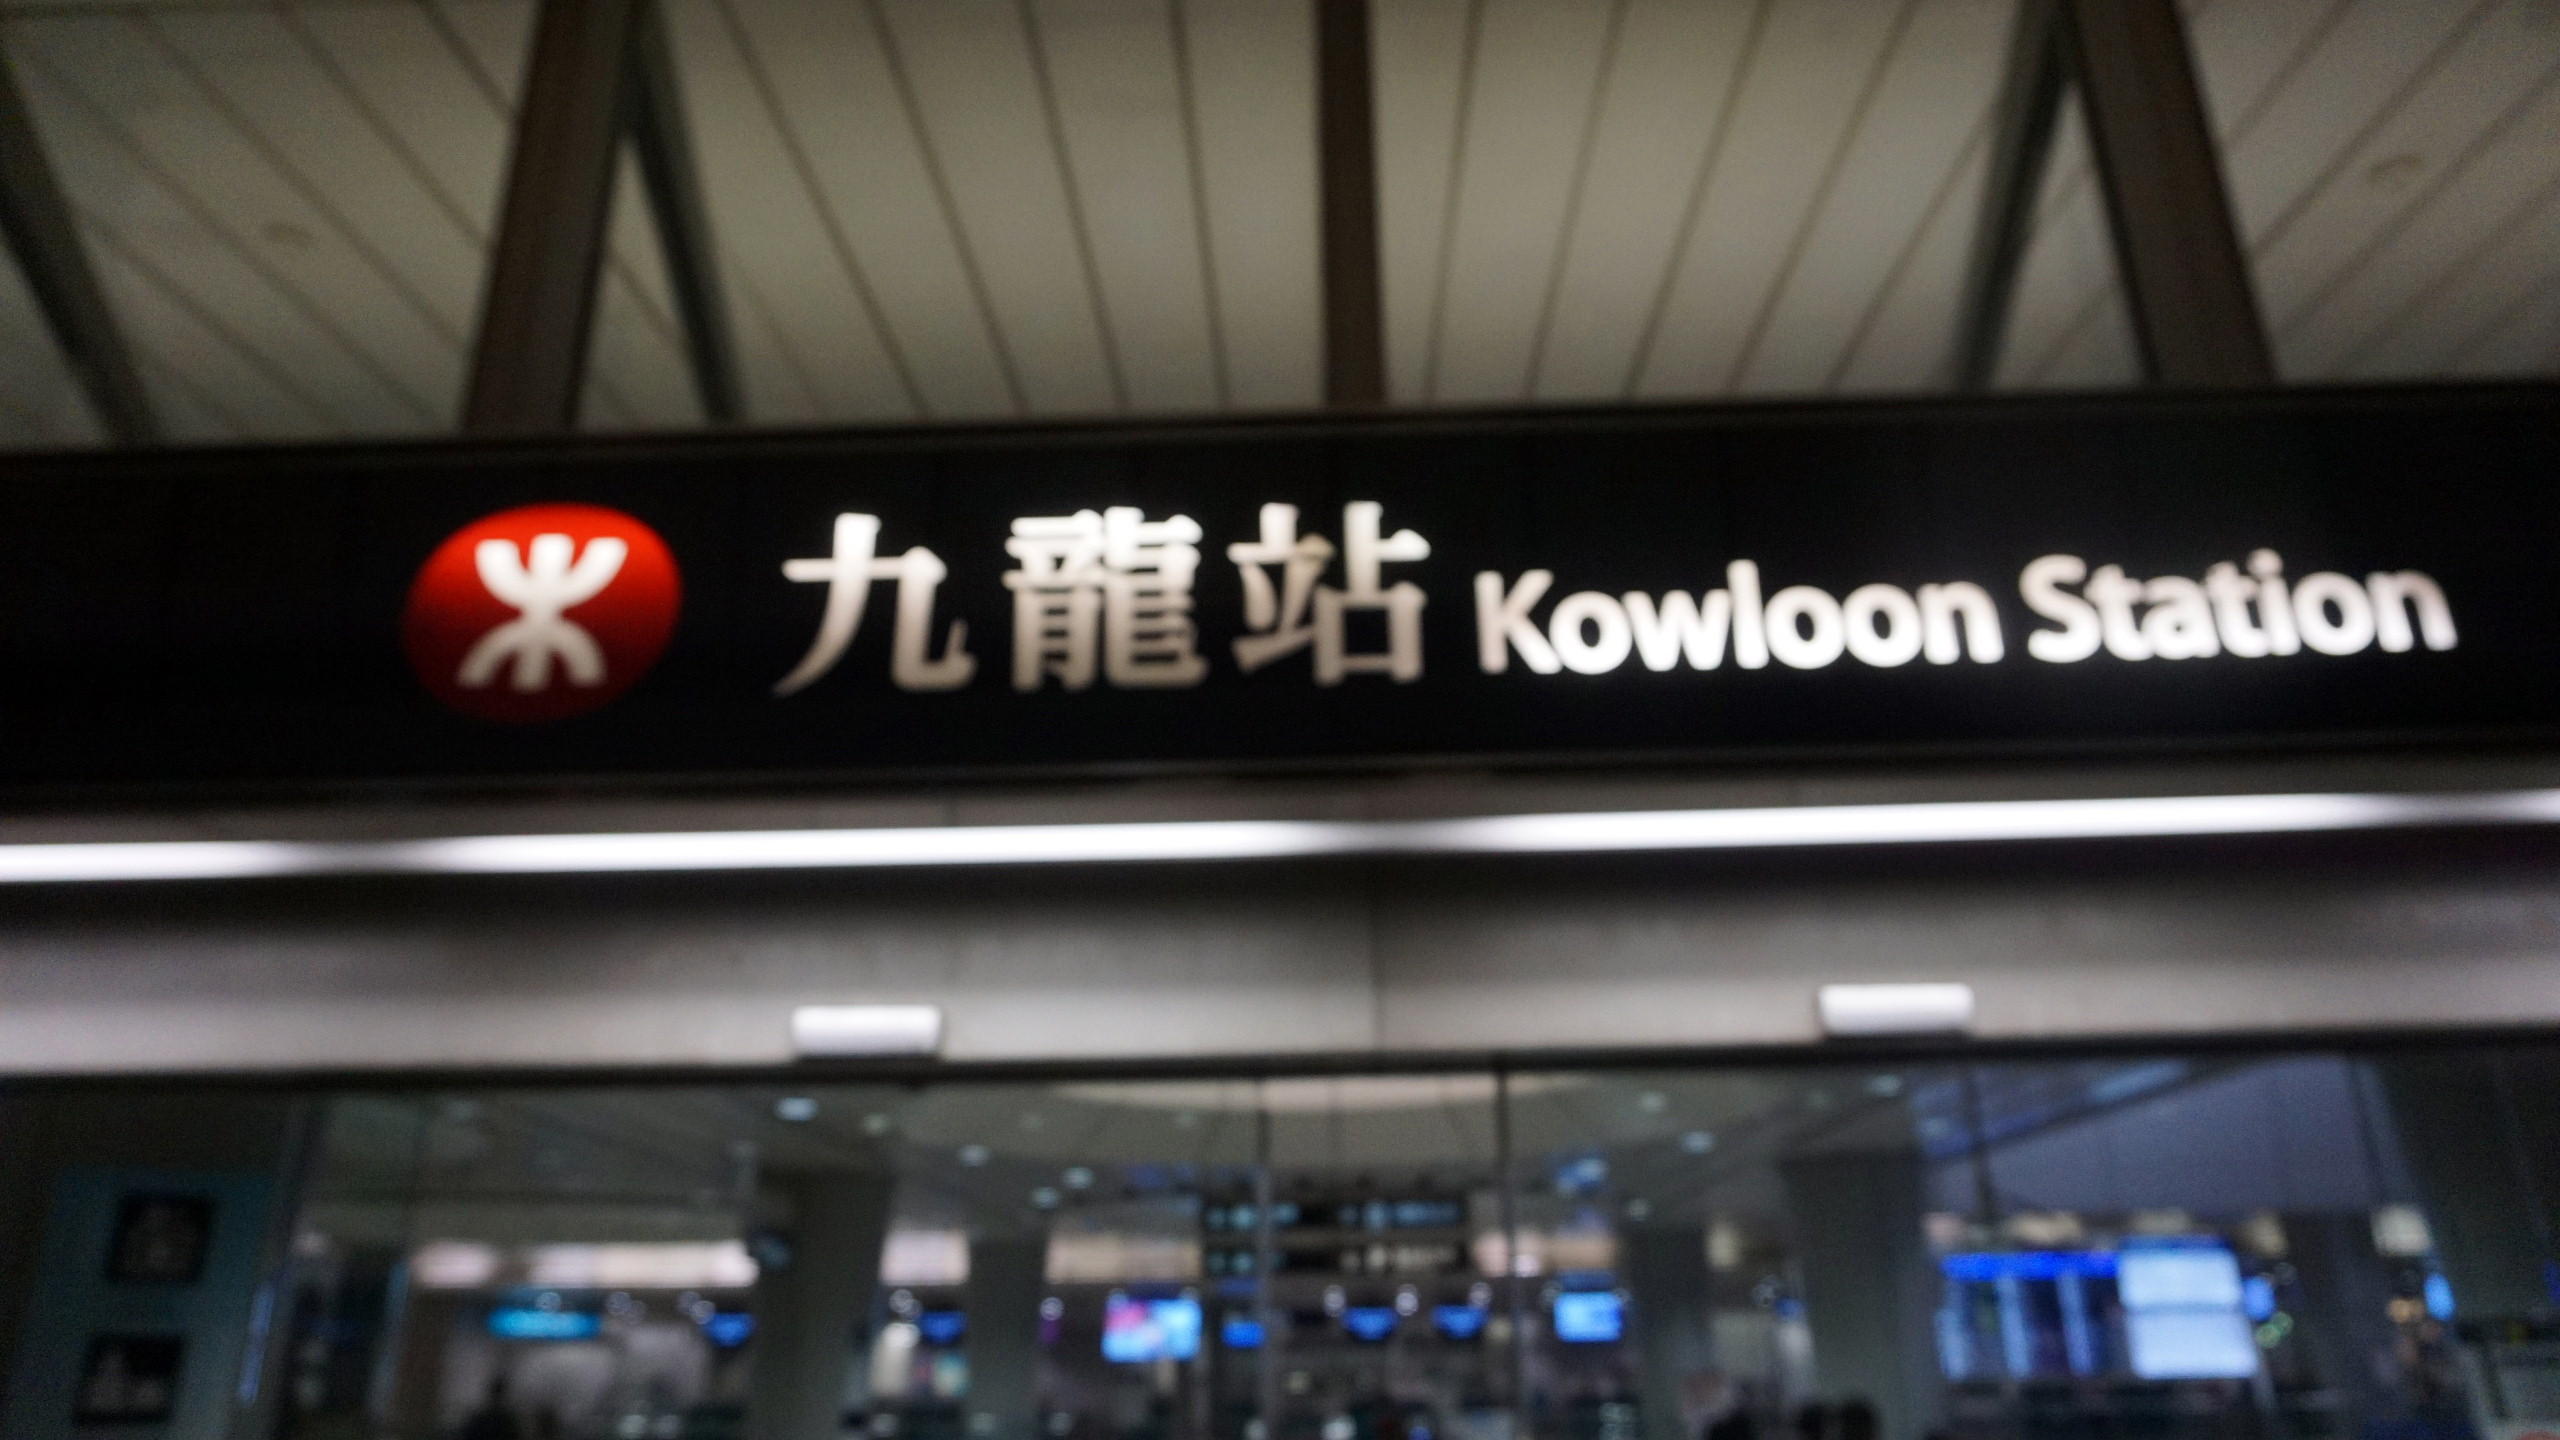 九龍站 Kowloon Station